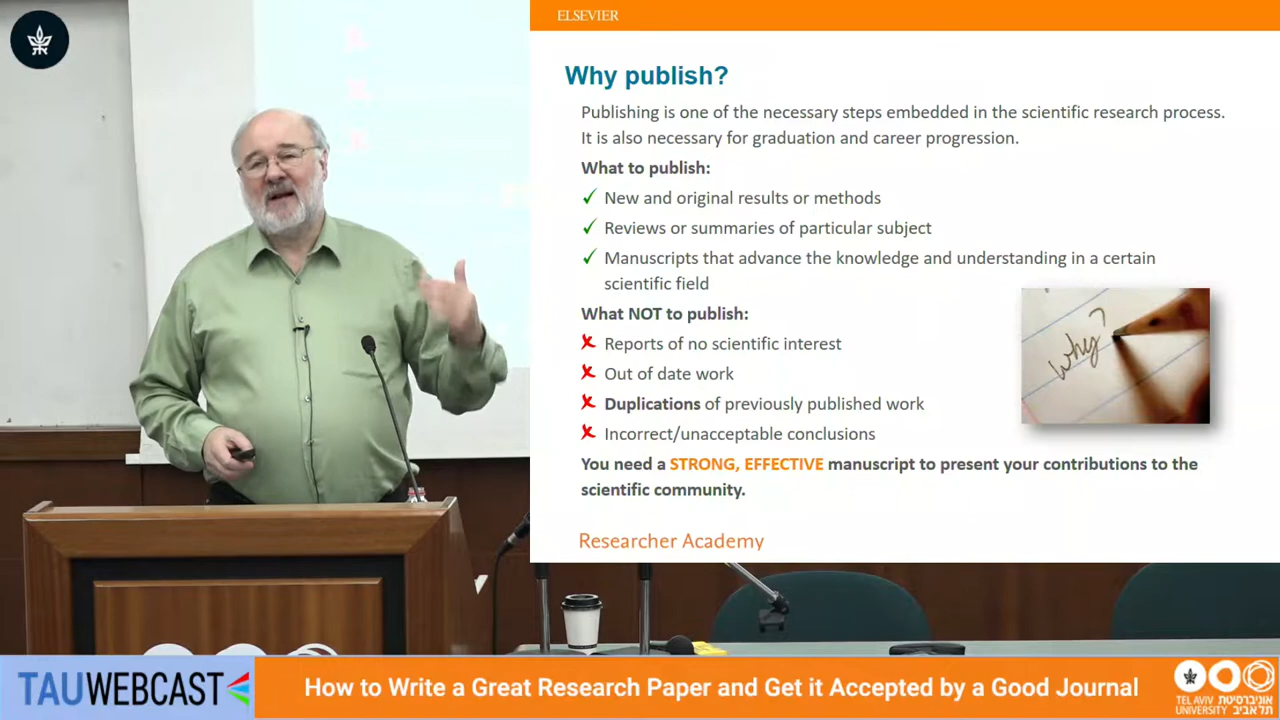 ELSEVIER
Why publish?
Publishing is one of the necessary steps embedded in the scientific research process.
It is also necessary for graduation and career progression.
What to publish:
✓ New and original results or methods
✓ Reviews or summaries of particular subject
✓ Manuscripts that advance the knowledge and understanding in a certain
scientific field
What NOT to publish:
✗ Reports of no scientific interest
✗ Out of date work
✗ Duplications of previously published work
✗ Incorrect/unacceptable conclusions
You need a STRONG, EFFECTIVE manuscript to present your contributions to the
scientific community.
Why?
Researcher Academy
TAUWEBCAST
How to Write a Great Research Paper and Get it Accepted by a Good Journal
TEL AVIV אוניברסיטת
UNIVERSITY תל אביב